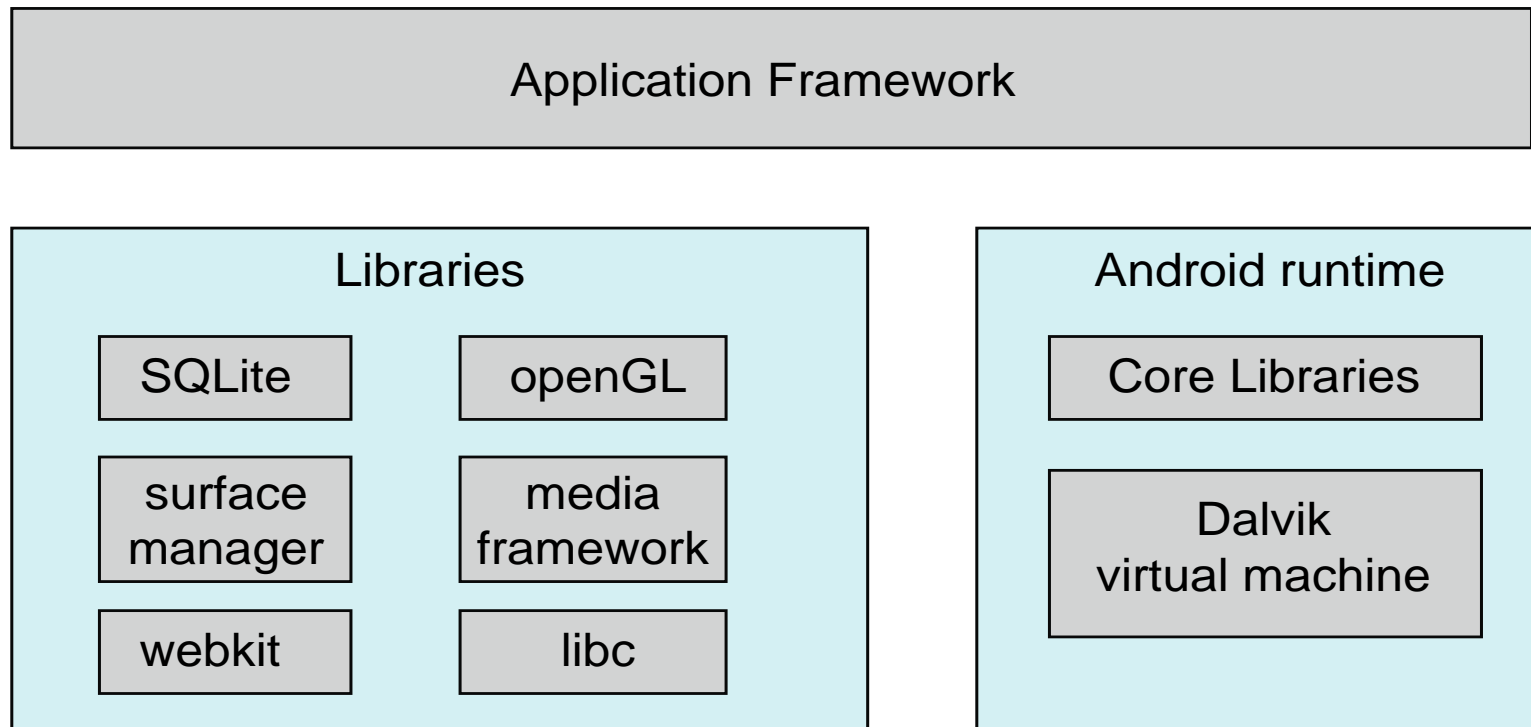 Application Framework
Libraries
SQLite
openGL
surface
manager
media
framework
webkit
libc
Android runtime
Core Libraries
Dalvik
virtual machine